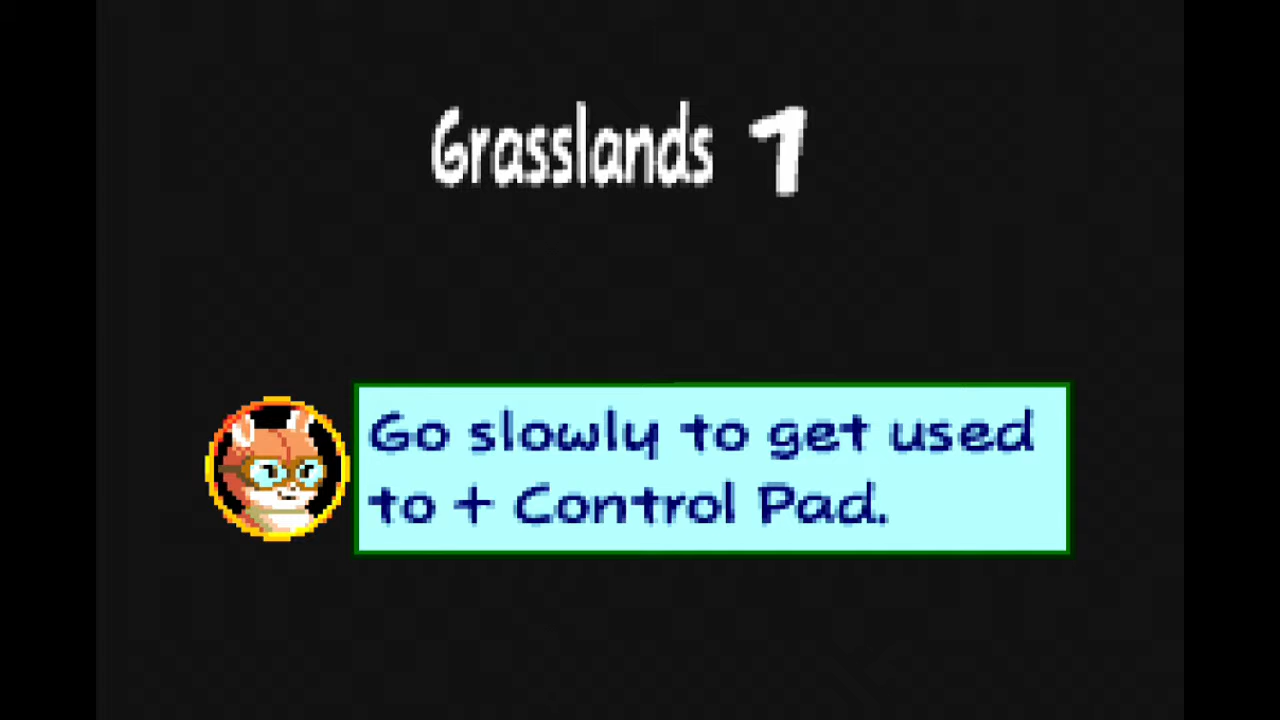 Grasslands 1
Go slowly to get used
to + Control Pad.